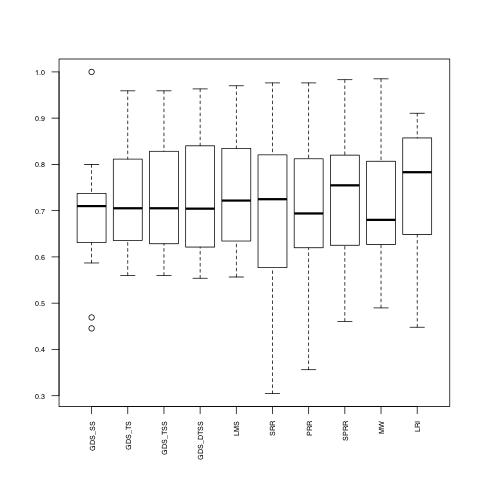 1.0
0.9
0.8
0.7
0.6
0.5
0.4
0.3
GDS_SS
GDS_TS
GDS_TSS
GDS_DTSS
LMS
SRR
PRR
SPRR
MW
LRI